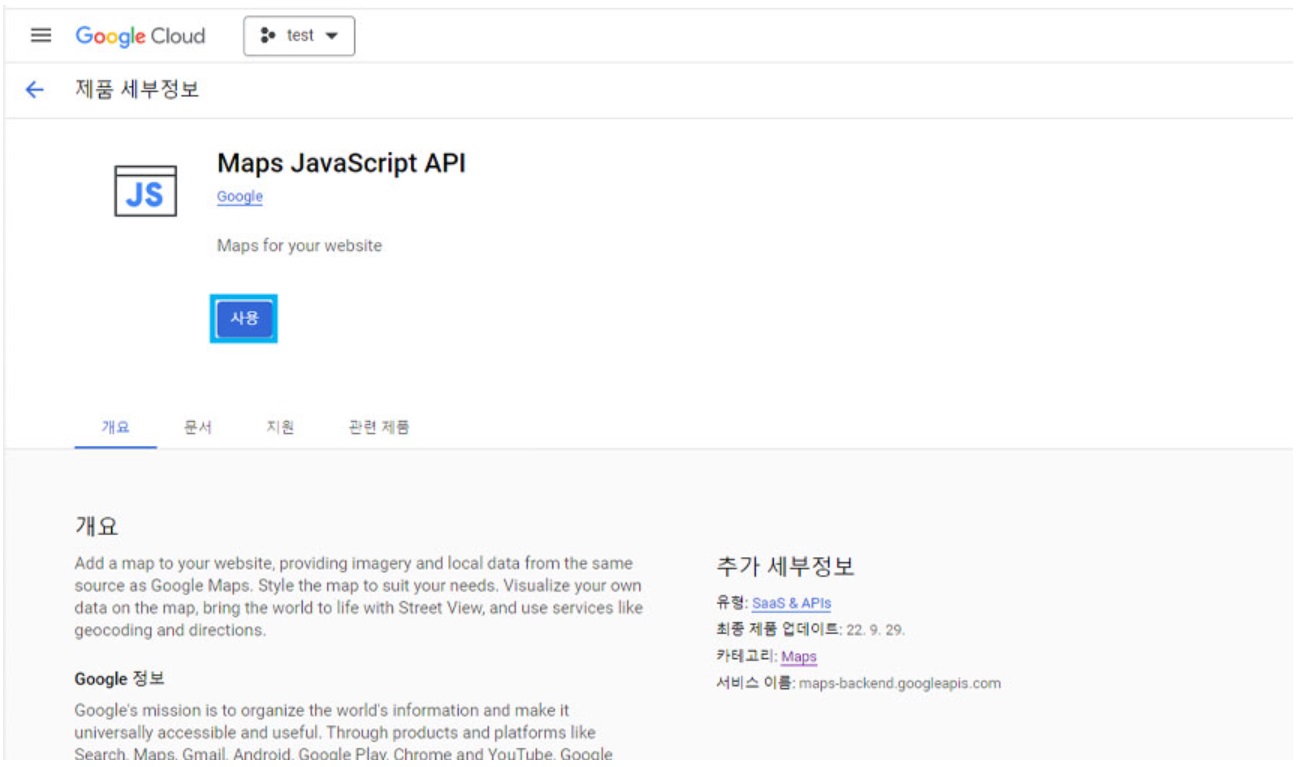 Google Cloud
test
제품 세부정보
JS
Maps JavaScript API
Google
Maps for your website
사용
개요 문서 지원 관련 제품
개요
Add a map to your website, providing imagery and local data from the same
source as Google Maps. Style the map to suit your needs. Visualize your own
data on the map, bring the world to life with Street View, and use services like
geocoding and directions.
Google 정보
Google's mission is to organize the world's information and make it
universally accessible and useful. Through products and platforms like
Search, Maps, Gmail, Android, Google Play, Chrome and YouTube, Google
추가 세부정보
유형: SaaS & APIs
최종 제품 업데이트: 22. 9. 29.
카테고리: Maps
서비스 이름: maps-backend.googleapis.com